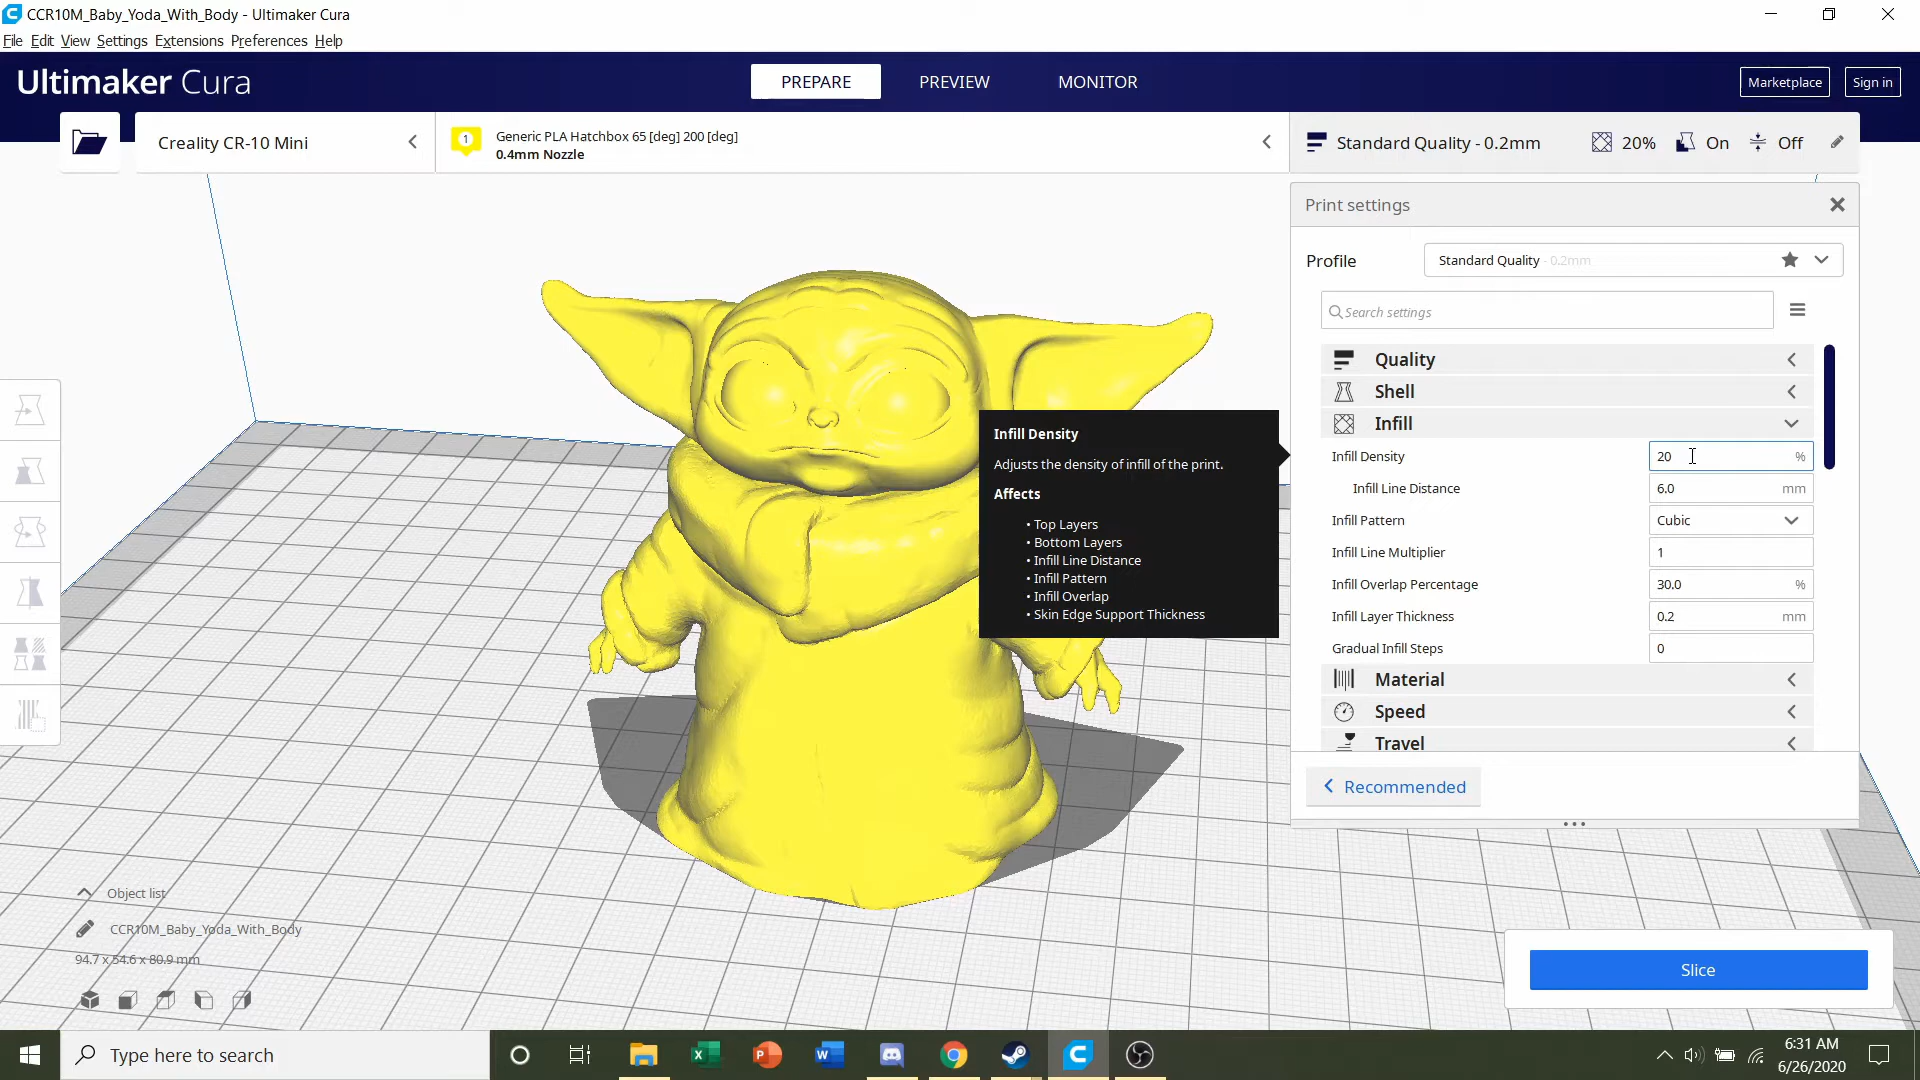 CCR10M_Baby_Yoda_With_Body - Ultimaker Cura
File Edit View Settings Extensions Preferences Help
Ultimaker Cura
PREPARE
PREVIEW
MONITOR
Marketplace
Sign in
Creality CR-10 Mini
1
Generic PLA Hatchbox 65 [deg] 200 [deg]
0.4mm Nozzle
Standard Quality - 0.2mm
20%
On
Off
Print settings
Profile
Standard Quality - 0.2mm
Search settings
Quality
Shell
Infill
Infill Density
20 %
Infill Line Distance
6.0 mm
Infill Pattern
Cubic
Infill Line Multiplier
1
Infill Overlap Percentage
30.0 %
Infill Layer Thickness
0.2 mm
Gradual Infill Steps
0
Material
Speed
Travel
Recommended
Infill Density
Adjusts the density of infill of the print.
Affects
• Top Layers
• Bottom Layers
• Infill Line Distance
• Infill Pattern
• Infill Overlap
• Skin Edge Support Thickness
Object list
CCR10M_Baby_Yoda_With_Body
94.7 x 54.6 x 80.9 mm
Slice
Type here to search
6:31 AM
6/26/2020